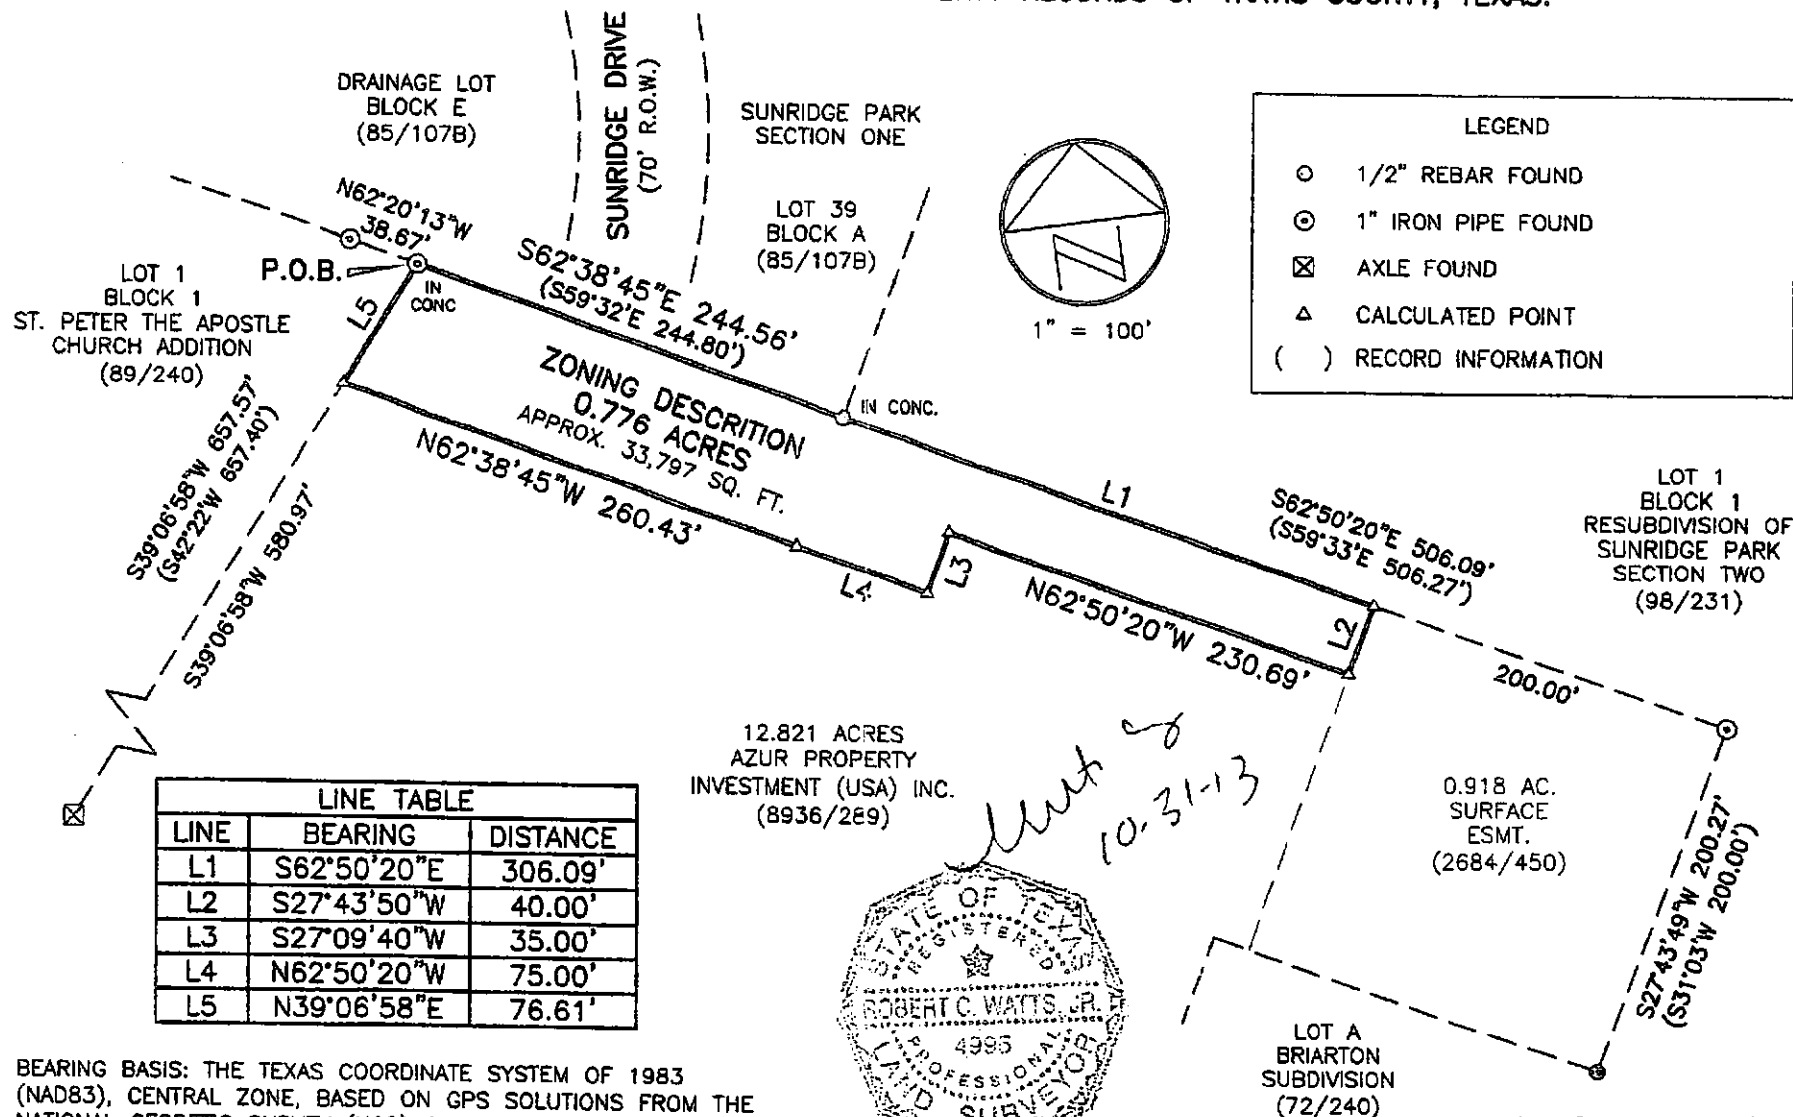 DRAINAGE LOT
BLOCK E
(85/107B)
SUNRIDGE DRIVE
(70' R.O.W.)
SUNRIDGE PARK
SECTION ONE
LOT 39
BLOCK A
(85/107B)
1" = 100'
LEGEND
1/2" REBAR FOUND
1" IRON PIPE FOUND
AXLE FOUND
CALCULATED POINT
( ) RECORD INFORMATION
N62°20'13"W
38.67'
P.O.B.
IN
CONC
LOT 1
BLOCK 1
ST. PETER THE APOSTLE
CHURCH ADDITION
(89/240)
L5
S62°38'45"E 244.56'
(S59°32'E 244.80')
IN CONC.
ZONING DESCRITION
0.776 ACRES
APPROX. 33,797 SQ. FT.
N62°38'45"W 260.43'
S39°06'58"W 657.57'
(S42°22'W 657.40')
S39°06'58"W 580.97'
L1
S62°50'20"E 506.09'
(S59°33'E 506.27')
L4
L3
N62°50'20"W 230.69'
L2
200.00'
LOT 1
BLOCK 1
RESUBDIVISION OF
SUNRIDGE PARK
SECTION TWO
(98/231)
12.821 ACRES
AZUR PROPERTY
INVESTMENT (USA) INC.
(8936/289)
10-31-13
0.918 AC.
SURFACE
ESMT.
(2684/450)
S27°43'49"W 200.27'
(S31°03'W 200.00')
LINE TABLE
LINE BEARING DISTANCE
L1 S62°50'20"E 306.09'
L2 S27°43'50"W 40.00'
L3 S27°09'40"W 35.00'
L4 N62°50'20"W 75.00'
L5 N39°06'58"E 76.61'
STATE OF TEXAS
REGISTERED
ROBERT C. WATTS, JR.
4995
PROFESSIONAL
LAND SURVEYOR
LOT A
BRIARTON
SUBDIVISION
(72/240)
BEARING BASIS: THE TEXAS COORDINATE SYSTEM OF 1983
(NAD83), CENTRAL ZONE, BASED ON GPS SOLUTIONS FROM THE